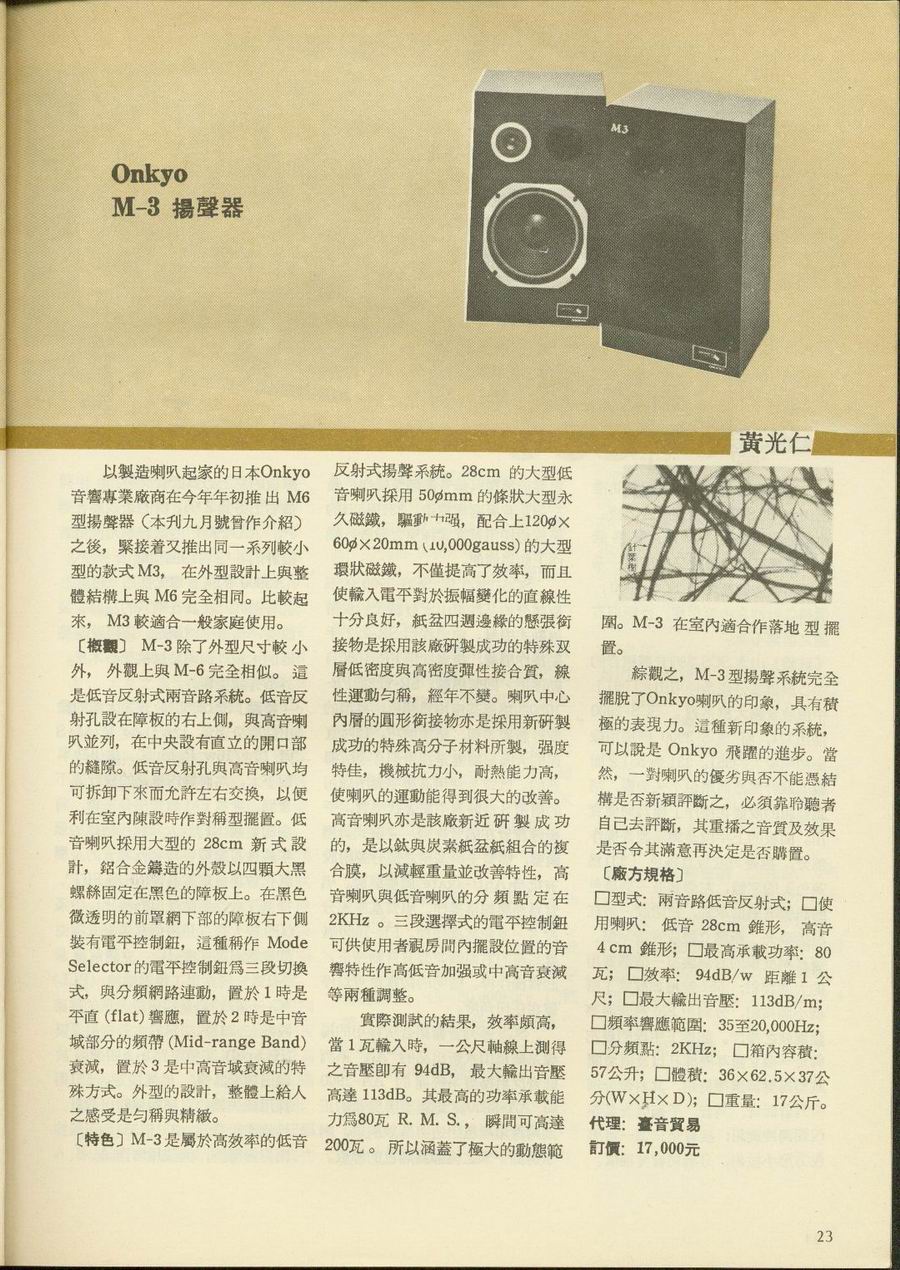 Onkyo
M-3 揚聲器
M3
黃光仁
以製造喇叭起家的日本Onkyo
音響專業廠商在今年年初推出 M6
型揚聲器（本刊九月號曾作介紹）
之後，緊接着又推出同一系列較小
型的款式 M3， 在外型設計上與整
體結構上與 M6 完全相同。比較起
來， M3 較適合一般家庭使用。
〔概觀〕 M-3 除了外型尺寸較小
外， 外觀上與 M-6 完全相似。 這
是低音反射式兩音路系統。低音反
射孔設在障板的右上側，與高音喇
叭並列，在中央設有直立的開口部
的縫隙。低音反射孔與高音喇叭均
可拆卸下來而允許左右交換，以便
利在室內陳設時作對稱型擺置。低
音喇叭採用大型的 28cm 新式設
計，鋁合金鑄造的外殼以四顆大黑
螺絲固定在黑色的障板上。在黑色
微透明的前罩網下部的障板右下側
裝有電平控制鈕，這種稱作 Mode
Selector 的電平控制鈕爲三段切換
式，與分頻網路連動，置於 1 時是
平直 (flat) 響應，置於 2 時是中音
域部分的頻帶 (Mid-range Band)
衰減，置於 3 是中高音域衰減的特
殊方式。外型的設計，整體上給人
之感受是勻稱與精緻。
〔特色〕M-3 是屬於高效率的低音
反射式揚聲系統。28cm 的大型低
音喇叭採用 50ømm 的條狀大型永
久磁鐵，驅動力强，配合上120ø×
60ø×20mm (10,000gauss) 的大型
環狀磁鐵，不僅提高了效率，而且
使輸入電平對於振幅變化的直線性
十分良好，紙盆四週邊緣的懸張銜
接物是採用該廠研製成功的特殊双
層低密度與高密度彈性接合質，線
性運動勻稱，經年不變。喇叭中心
內層的圓形銜接物亦是採用新研製
成功的特殊高分子材料所製，强度
特佳，機械抗力小，耐熱能力高，
使喇叭的運動能得到很大的改善。
高音喇叭亦是該廠新近研製成功
的，是以鈦與炭素紙盆紙組合的複
合膜，以減輕重量並改善特性，高
音喇叭與低音喇叭的分頻點定在
2KHz 。三段選擇式的電平控制鈕
可供使用者視房間內擺設位置的音
響特性作高低音加强或中高音衰減
等兩種調整。
實際測試的結果，效率頗高，
當 1 瓦輸入時，一公尺軸線上測得
之音壓卽有 94dB， 最大輸出音壓
高達 113dB。其最高的功率承載能
力爲80瓦 R. M. S.， 瞬間可高達
200瓦 。 所以涵蓋了極大的動態範
圍。M-3 在室內適合作落地型擺
置。
綜觀之，M-3 型揚聲系統完全
擺脫了Onkyo喇叭的印象，具有積
極的表現力。這種新印象的系統，
可以說是 Onkyo 飛躍的進步。當
然，一對喇叭的優劣與否不能憑結
構是否新穎評斷之，必須靠聆聽者
自己去評斷，其重播之音質及效果
是否令其滿意再決定是否購置。
〔廠方規格〕
□型式： 兩音路低音反射式；□使
用喇叭： 低音 28cm 錐形， 高音
4 cm 錐形；□最高承載功率： 80
瓦；□效率： 94dB/w 距離 1 公
尺；□最大輸出音壓： 113dB/m；
□頻率響應範圍： 35至20,000Hz；
□分頻點： 2KHz； □箱內容積：
57公升；□體積： 36×62.5×37公
分(W×H×D)；□重量： 17公斤。
代理： 臺音貿易
訂價： 17,000元
23